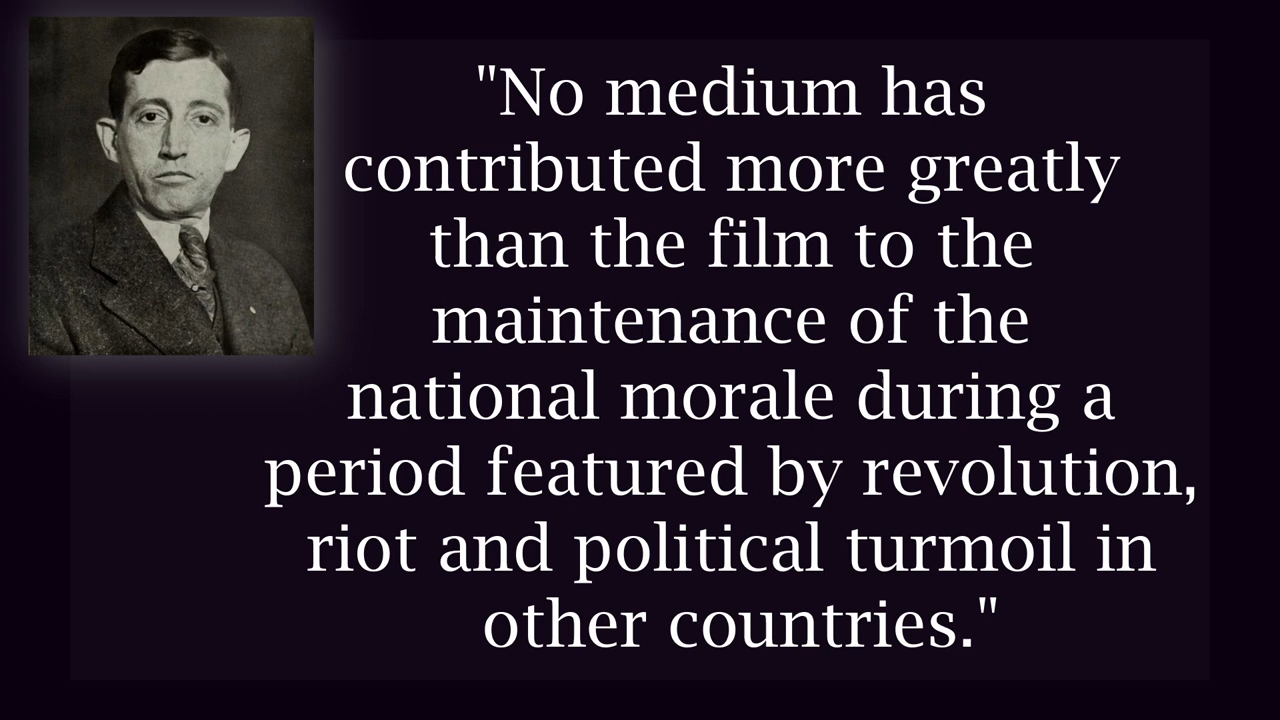 "No medium has
contributed more greatly
than the film to the
maintenance of the
national morale during a
period featured by revolution,
riot and political turmoil in
other countries."